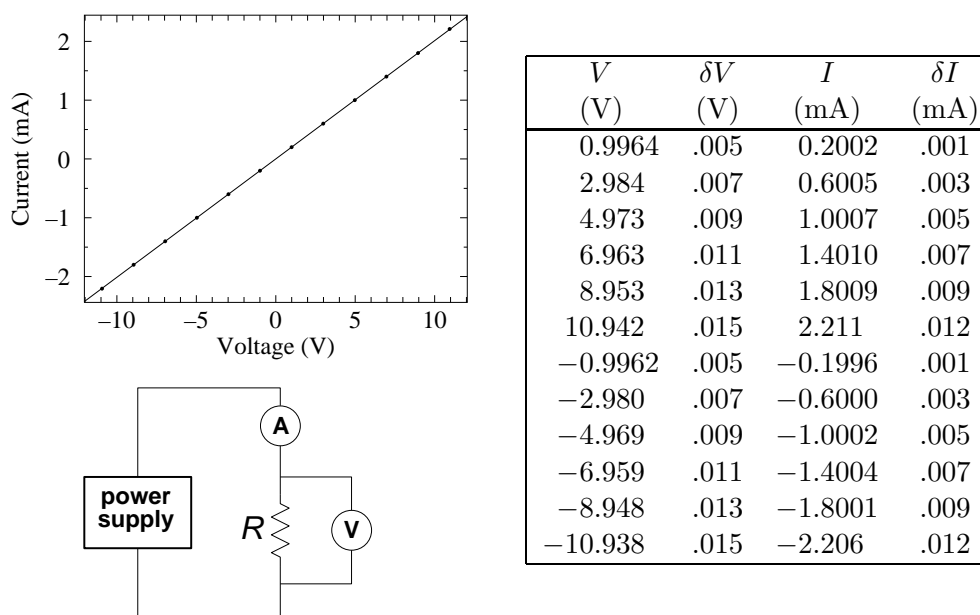 2
1
0
–1
–2
Current (mA)
–10 –5 0 5 10
Voltage (V)
A
power
supply
R
V
V δV I δI
(V) (V) (mA) (mA)
0.9964 .005 0.2002 .001
2.984 .007 0.6005 .003
4.973 .009 1.0007 .005
6.963 .011 1.4010 .007
8.953 .013 1.8009 .009
10.942 .015 2.211 .012
−0.9962 .005 −0.1996 .001
−2.980 .007 −0.6000 .003
−4.969 .009 −1.0002 .005
−6.959 .011 −1.4004 .007
−8.948 .013 −1.8001 .009
−10.938 .015 −2.206 .012